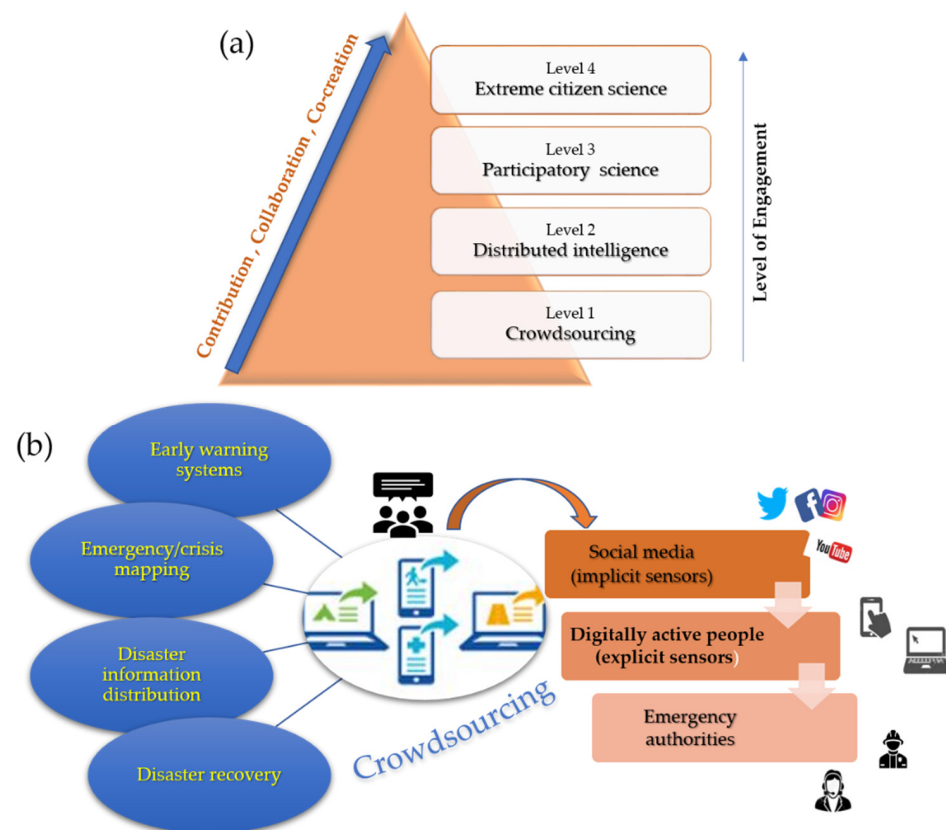 (a)
Contribution , Collaboration , Co-creation
Level 4
Extreme citizen science
Level 3
Participatory science
Level 2
Distributed intelligence
Level 1
Crowdsourcing
Level of Engagement
(b)
Early warning
systems
Emergency/crisis
mapping
Disaster
information
distribution
Disaster recovery
Crowdsourcing
Social media
(implicit sensors)
YouTube
Digitally active people
(explicit sensors)
Emergency
authorities